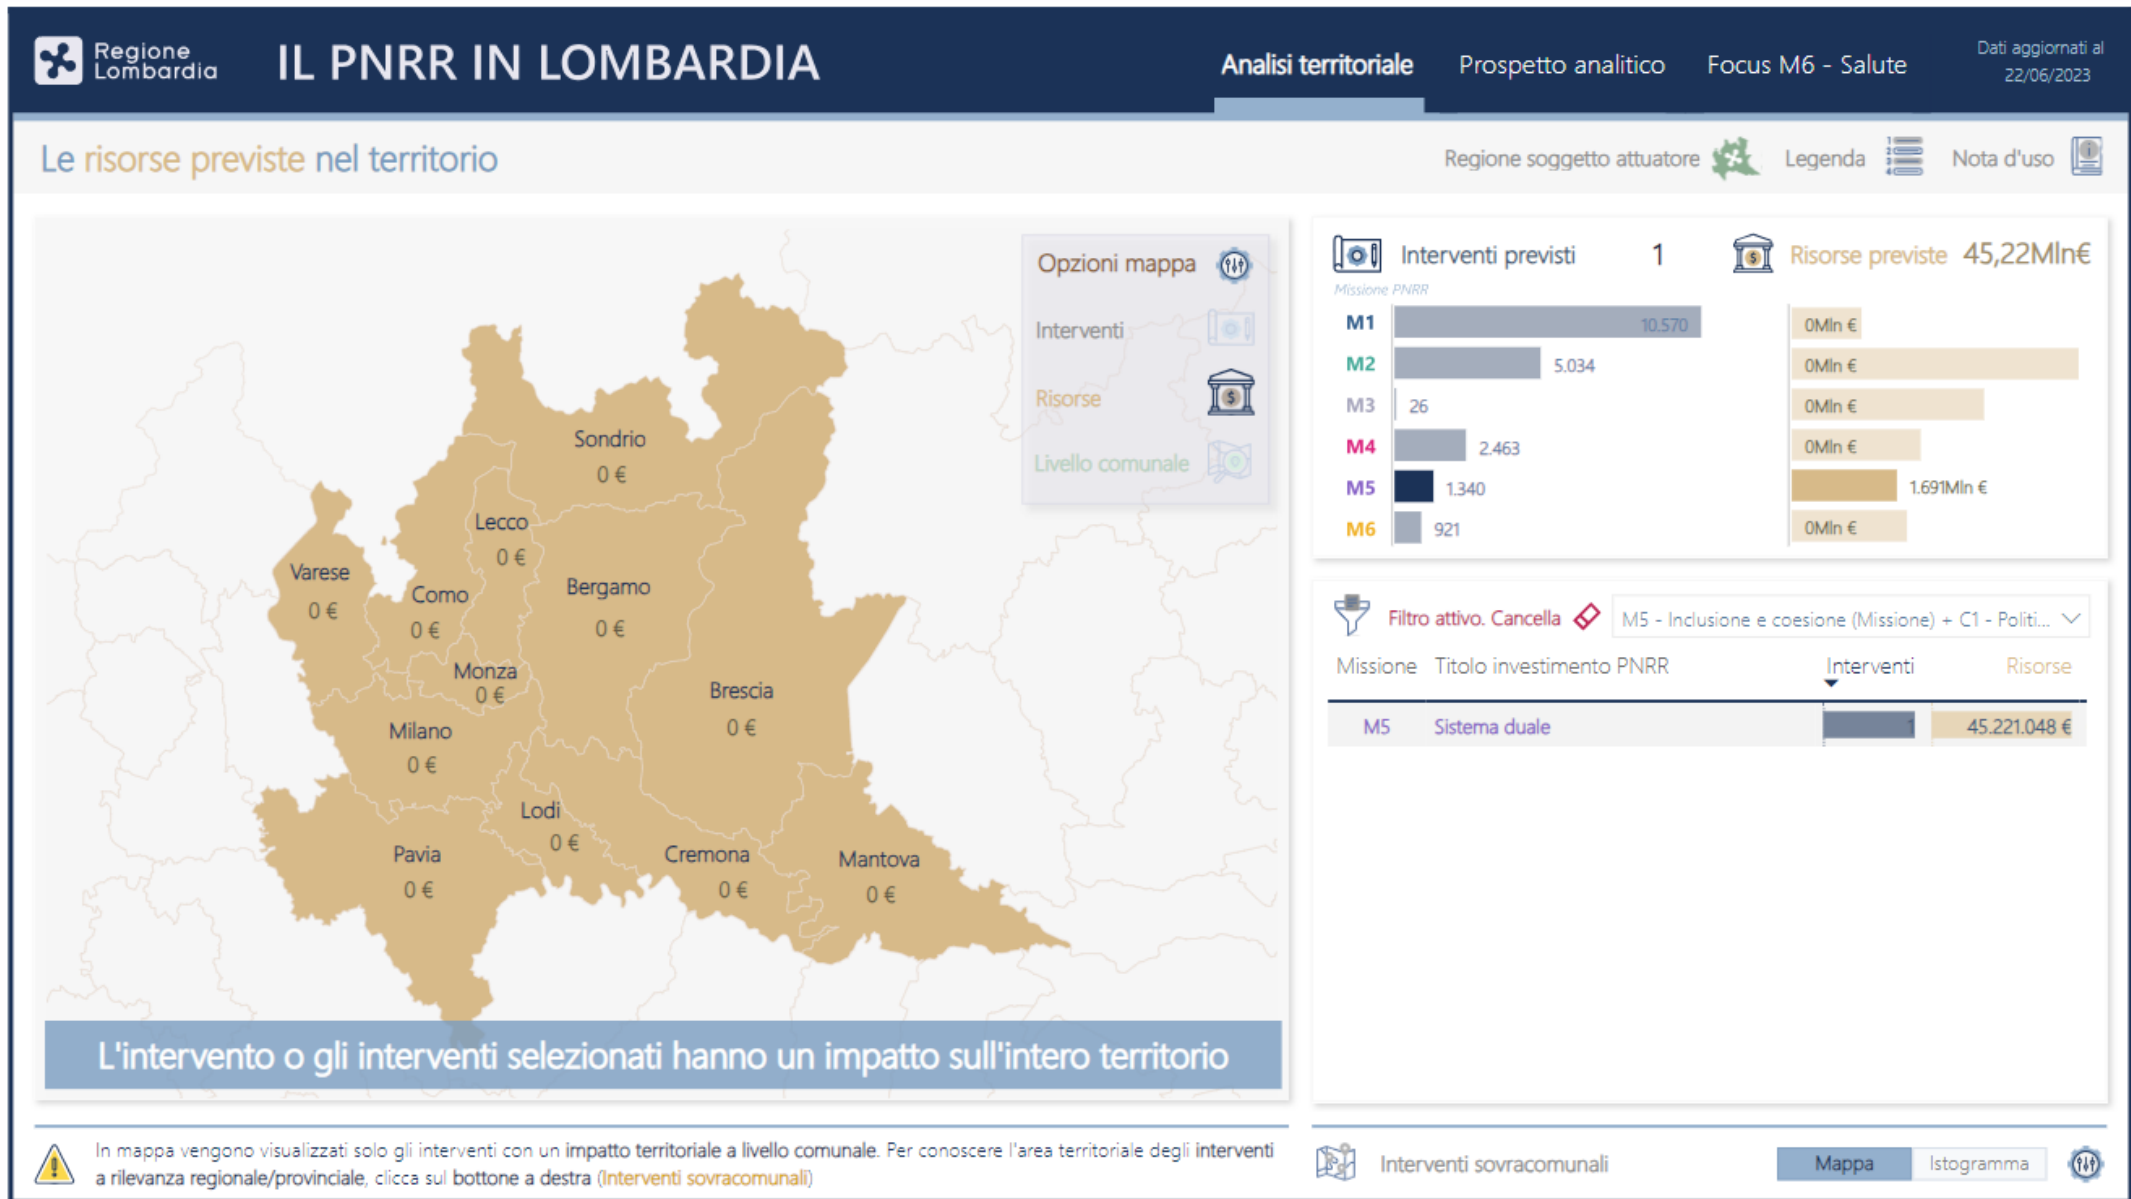 Regione
Lombardia
IL PNRR IN LOMBARDIA
Analisi territoriale
Prospetto analitico
Focus M6 - Salute
Dati aggiornati al
22/06/2023
Le risorse previste nel territorio
Regione soggetto attuatore
Legenda
Nota d'uso
Opzioni mappa
Interventi
Risorse
Livello comunale
Sondrio
0 €
Lecco
0 €
Varese
0 €
Como
0 €
Bergamo
0 €
Monza
0 €
Brescia
0 €
Milano
0 €
Lodi
0 €
Pavia
0 €
Cremona
0 €
Mantova
0 €
L'intervento o gli interventi selezionati hanno un impatto sull'intero territorio
Interventi previsti 1
Risorse previste 45,22Mln€
Missione PNRR
M1 10.570 0Mln €
M2 5.034 0Mln €
M3 26 0Mln €
M4 2.463 0Mln €
M5 1.340 1.691Mln €
M6 921 0Mln €
Filtro attivo. Cancella
M5 - Inclusione e coesione (Missione) + C1 - Politi...
Missione Titolo investimento PNRR Interventi Risorse
M5 Sistema duale 1 45.221.048 €
In mappa vengono visualizzati solo gli interventi con un impatto territoriale a livello comunale. Per conoscere l'area territoriale degli interventi
a rilevanza regionale/provinciale, clicca sul bottone a destra (Interventi sovracomunali)
Interventi sovracomunali
Mappa
Istogramma